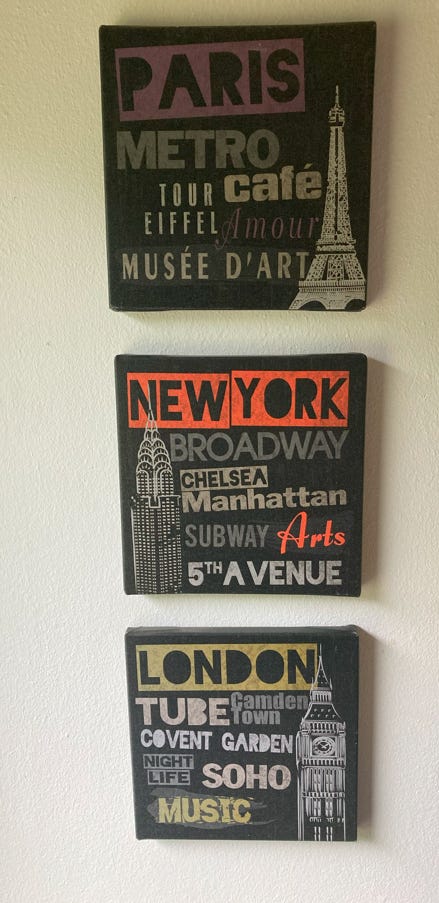 PARIS
METRO
TOUR café
EIFFEL Amour
MUSÉE D'ART
NEW YORK
BROADWAY
CHELSEA
Manhattan
SUBWAY Arts
5TH AVENUE
LONDON
TUBE Camden
Town
COVENT GARDEN
NIGHT
LIFE SOHO
MUSIC